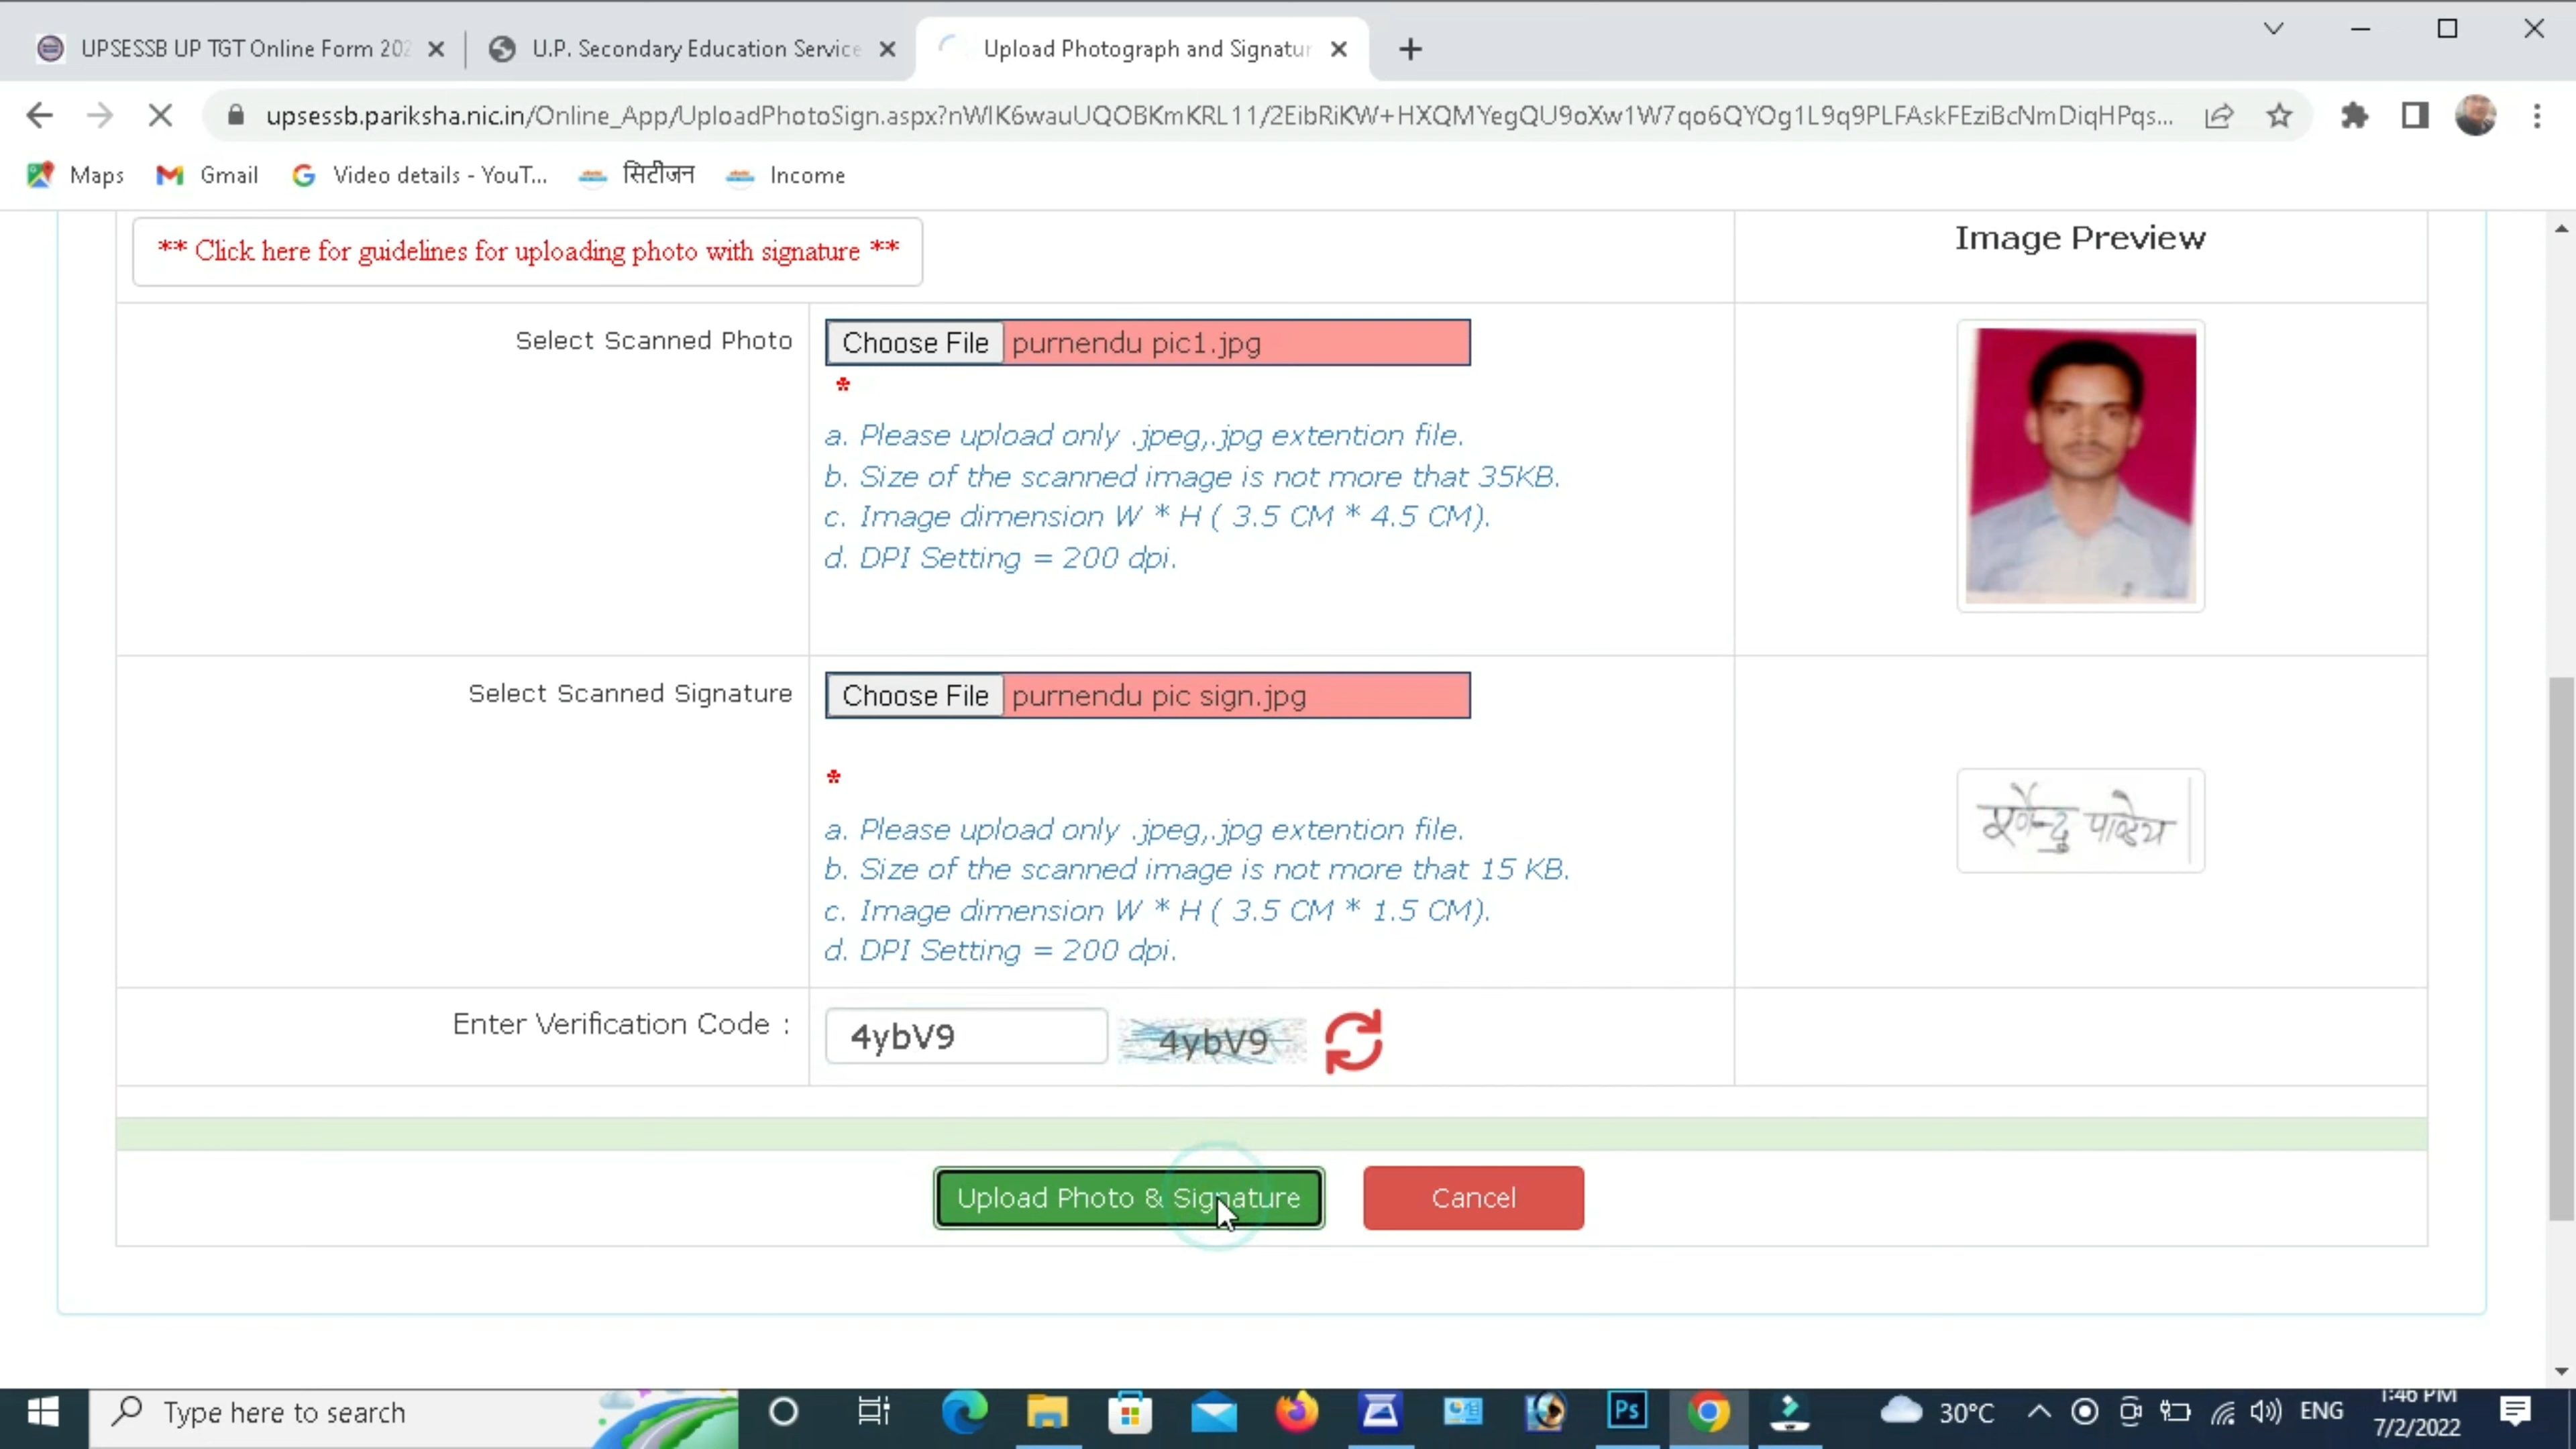 UPSESSB UP TGT Online Form 202
U.P. Secondary Education Service
Upload Photograph and Signatur
upsessb.pariksha.nic.in/Online_App/UploadPhotoSign.aspx?nWIK6wauUQOBKmKRL11/2EibRiKW+HXQMYegQU9oXw1W7qo6QYOg1L9q9PLFAskFEziBcNmDiqHPqs...
Maps
Gmail
Video details - YouT...
सिटीजन
Income
** Click here for guidelines for uploading photo with signature **
Image Preview
Select Scanned Photo
Choose File purnendu pic1.jpg
*
a. Please upload only .jpeg,.jpg extention file.
b. Size of the scanned image is not more that 35KB.
c. Image dimension W * H ( 3.5 CM * 4.5 CM).
d. DPI Setting = 200 dpi.
Select Scanned Signature
Choose File purnendu pic sign.jpg
*
a. Please upload only .jpeg,.jpg extention file.
b. Size of the scanned image is not more that 15 KB.
c. Image dimension W * H ( 3.5 CM * 1.5 CM).
d. DPI Setting = 200 dpi.
Enter Verification Code :
4ybV9
4ybV9
Upload Photo & Signature
Cancel
Type here to search
Ps
30°C
ENG
1:46 PM
7/2/2022